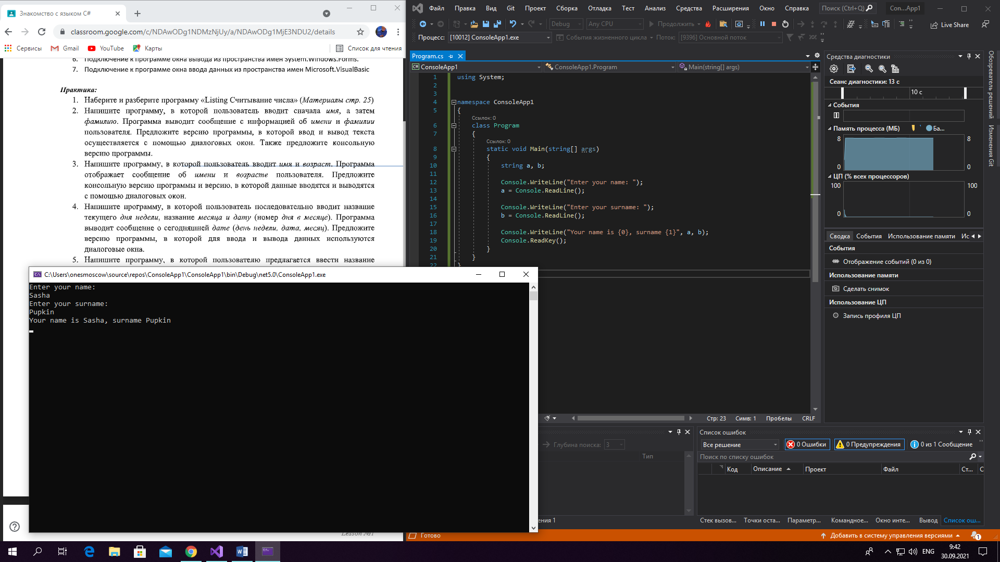 Знакомство с языком C#
classroom.google.com/c/NDAwODg1NDMzNjUy/a/NDAwODg1MjE3NDU2/details
Сервисы
Gmail
YouTube
Карты
Список для чтения
6. Подключение к программе окна вывода из пространства имен System.Windows.Forms.
7. Подключение к программе окна ввода данных из пространства имен Microsoft.VisualBasic
Практика:
1. Наберите и разберите программу «Listing Считывание числа» (Материалы стр. 25)
2. Напишите программу, в которой пользователь вводит сначала имя, а затем
фамилию. Программа выводит сообщение с информацией об имени и фамилии
пользователя. Предложите версию программы, в которой ввод и вывод текста
осуществляется с помощью диалоговых окон. Также предложите консольную
версию программы.
3. Напишите программу, в которой пользователь вводит имя и возраст. Программа
отображает сообщение об имени и возрасте пользователя. Предложите
консольную версию программы и версию, в которой данные вводятся и выводятся
с помощью диалоговых окон.
4. Напишите программу, в которой пользователь последовательно вводит название
текущего дня недели, название месяца и дату (номер дня в месяце). Программа
выводит сообщение о сегодняшней дате (день недели, дата, месяц). Предложите
версию программы, в которой для ввода и вывода данных используются
диалоговые окна.
5. Напишите программу, в которой пользователю предлагается ввести название
Lesson №1
C:\Users\onesmoscow\source\repos\ConsoleApp1\ConsoleApp1\bin\Debug\net5.0\ConsoleApp1.exe
Enter your name:
Sasha
Enter your surname:
Pupkin
Your name is Sasha, surname Pupkin
Файл Правка Вид Git Проект Сборка Отладка Тест Анализ Средства Расширения Окно Справка
Поиск (Ctrl+Q)
Con...App1
Debug
Any CPU
Продолжить
Live Share
Процесс: [10012] ConsoleApp1.exe
События жизненного цикла
Поток: [9396] Основной поток
Program.cs
ConsoleApp1
ConsoleApp1.Program
Main(string[] args)
1 using System;
2
3
4 namespace ConsoleApp1
5 {
Ссылок: 0
6 class Program
7 {
Ссылок: 0
8 static void Main(string[] args)
9 {
10 string a, b;
11
12 Console.WriteLine("Enter your name: ");
13 a = Console.ReadLine();
14
15 Console.WriteLine("Enter your surname: ");
16 b = Console.ReadLine();
17
18 Console.WriteLine("Your name is {0}, surname {1}", a, b);
19 Console.ReadKey();
20 }
21 }
22 }
Стр: 23 Симв: 1 Пробелы CRLF
Средства диагностики
Сеанс диагностики: 13 с
10 с
События
Память процесса (МБ)
Ба...
8 8
0 0
ЦП (% всех процессоров)
100 100
0 0
Сводка События Использование памяти Ис
События
Отображение событий (0 из 0)
Использование памяти
Сделать снимок
Использование ЦП
Запись профиля ЦП
Обозреватель решений
Изменения Git
Глубина поиска: 3
Тип
ения 1
Список ошибок
Все решение
0 Ошибки
0 Предупреждения
0 из 1 Сообщение
Поиск по списку ошибок
Код Описание Проект Файл Ст... С
Стек вызов... Точки оста... Параметр... Командное... Окно инте... Вывод Список ош...
Готово
Добавить в систему управления версиями
1
ENG
9:42
30.09.2021